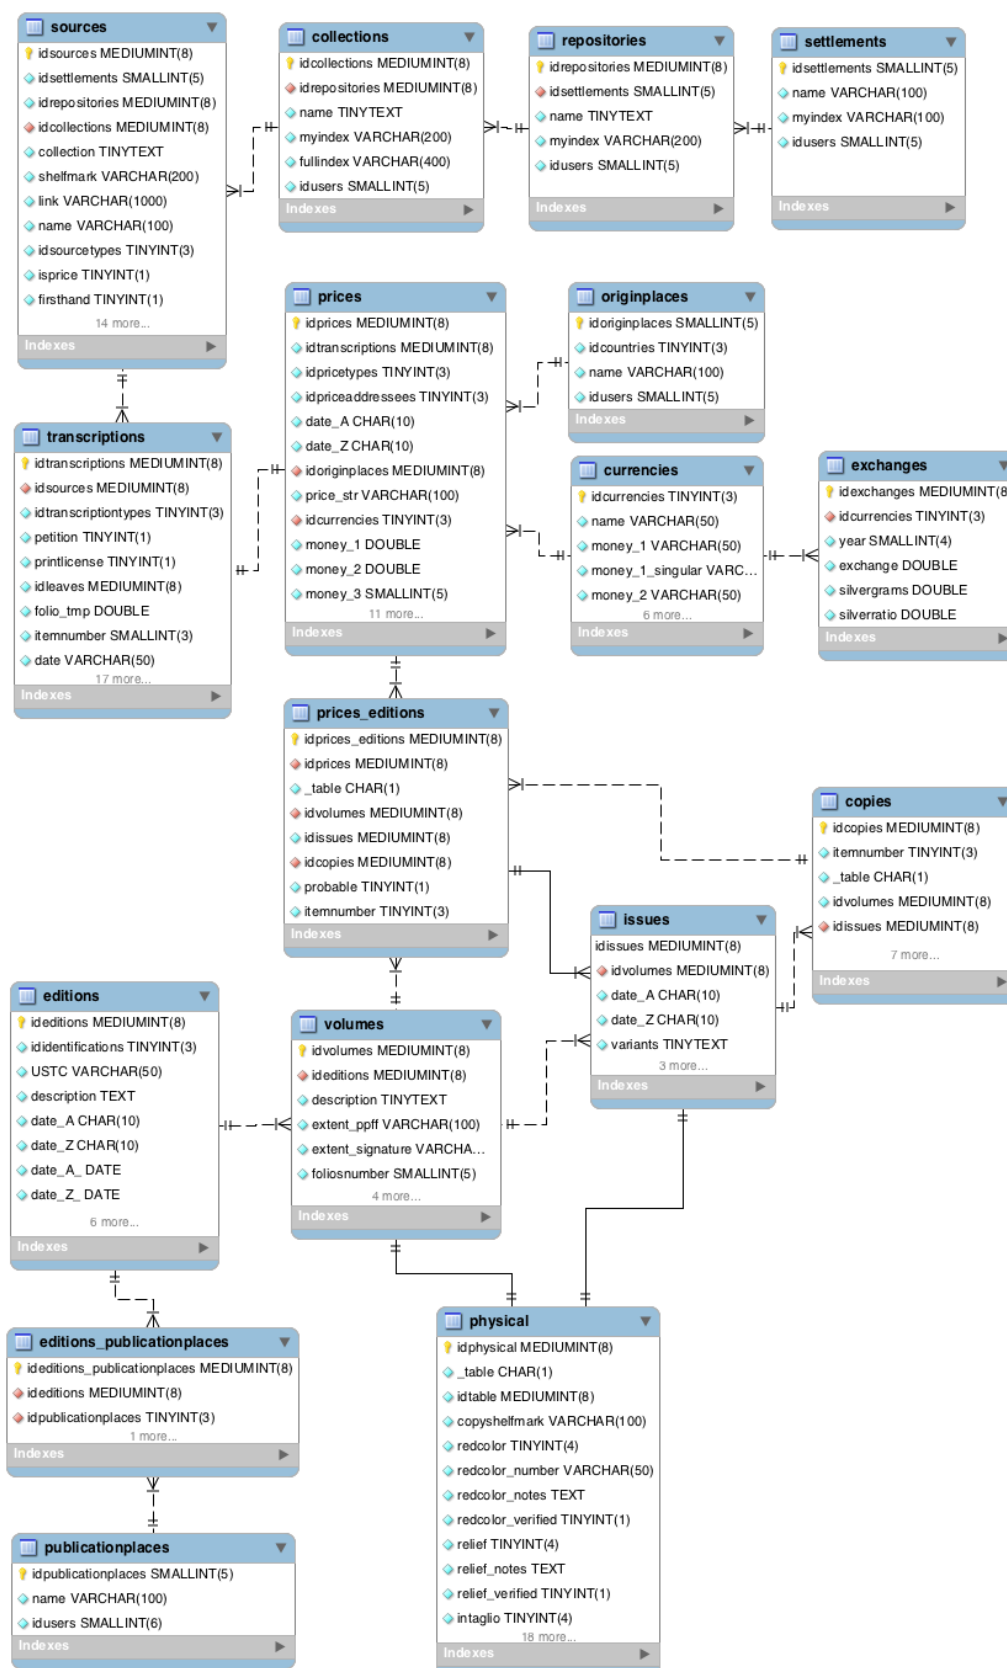 sources
idsources MEDIUMINT(8)
idsettlements SMALLINT(5)
idrepositories MEDIUMINT(8)
idcollections MEDIUMINT(8)
collection TINYTEXT
shelfmark VARCHAR(200)
link VARCHAR(1000)
name VARCHAR(100)
idsourcetypes TINYINT(3)
isprice TINYINT(1)
firsthand TINYINT(1)
14 more...
Indexes
collections
idcollections MEDIUMINT(8)
idrepositories MEDIUMINT(8)
name TINYTEXT
myindex VARCHAR(200)
fullindex VARCHAR(400)
idusers SMALLINT(5)
Indexes
repositories
idrepositories MEDIUMINT(8)
idsettlements SMALLINT(5)
name TINYTEXT
myindex VARCHAR(200)
idusers SMALLINT(5)
Indexes
settlements
idsettlements SMALLINT(5)
name VARCHAR(100)
myindex VARCHAR(100)
idusers SMALLINT(5)
Indexes
prices
idprices MEDIUMINT(8)
idtranscriptions MEDIUMINT(8)
idpricetypes TINYINT(3)
idpriceaddressees TINYINT(3)
date_A CHAR(10)
date_Z CHAR(10)
idoriginplaces MEDIUMINT(8)
price_str VARCHAR(100)
idcurrencies TINYINT(3)
money_1 DOUBLE
money_2 DOUBLE
money_3 SMALLINT(5)
11 more...
Indexes
originplaces
idoriginplaces SMALLINT(5)
idcountries TINYINT(3)
name VARCHAR(100)
idusers SMALLINT(5)
Indexes
transcriptions
idtranscriptions MEDIUMINT(8)
idsources MEDIUMINT(8)
idtranscriptiontypes TINYINT(3)
petition TINYINT(1)
printlicense TINYINT(1)
idleaves MEDIUMINT(8)
folio_tmp DOUBLE
itemnumber SMALLINT(3)
date VARCHAR(50)
17 more...
Indexes
currencies
idcurrencies TINYINT(3)
name VARCHAR(50)
money_1 VARCHAR(50)
money_1_singular VARC...
money_2 VARCHAR(50)
6 more...
Indexes
exchanges
idexchanges MEDIUMINT(8
idcurrencies TINYINT(3)
year SMALLINT(4)
exchange DOUBLE
silvergrams DOUBLE
silverratio DOUBLE
Indexes
prices_editions
idprices_editions MEDIUMINT(8)
idprices MEDIUMINT(8)
_table CHAR(1)
idvolumes MEDIUMINT(8)
idissues MEDIUMINT(8)
idcopies MEDIUMINT(8)
probable TINYINT(1)
itemnumber TINYINT(3)
Indexes
copies
idcopies MEDIUMINT(8)
itemnumber TINYINT(3)
_table CHAR(1)
idvolumes MEDIUMINT(8)
idissues MEDIUMINT(8)
7 more...
Indexes
issues
idissues MEDIUMINT(8)
idvolumes MEDIUMINT(8)
date_A CHAR(10)
date_Z CHAR(10)
variants TINYTEXT
3 more...
Indexes
editions
ideditions MEDIUMINT(8)
ididentifications TINYINT(3)
USTC VARCHAR(50)
description TEXT
date_A CHAR(10)
date_Z CHAR(10)
date_A_ DATE
date_Z_ DATE
6 more...
Indexes
volumes
idvolumes MEDIUMINT(8)
ideditions MEDIUMINT(8)
description TINYTEXT
extent_ppff VARCHAR(100)
extent_signature VARCHA...
foliosnumber SMALLINT(5)
4 more...
Indexes
editions_publicationplaces
ideditions_publicationplaces MEDIUMINT(8)
ideditions MEDIUMINT(8)
idpublicationplaces TINYINT(3)
1 more...
Indexes
physical
idphysical MEDIUMINT(8)
_table CHAR(1)
idtable MEDIUMINT(8)
copyshelfmark VARCHAR(100)
redcolor TINYINT(4)
redcolor_number VARCHAR(50)
redcolor_notes TEXT
redcolor_verified TINYINT(1)
relief TINYINT(4)
relief_notes TEXT
relief_verified TINYINT(1)
intaglio TINYINT(4)
18 more...
Indexes
publicationplaces
idpublicationplaces SMALLINT(5)
name VARCHAR(100)
idusers SMALLINT(6)
Indexes